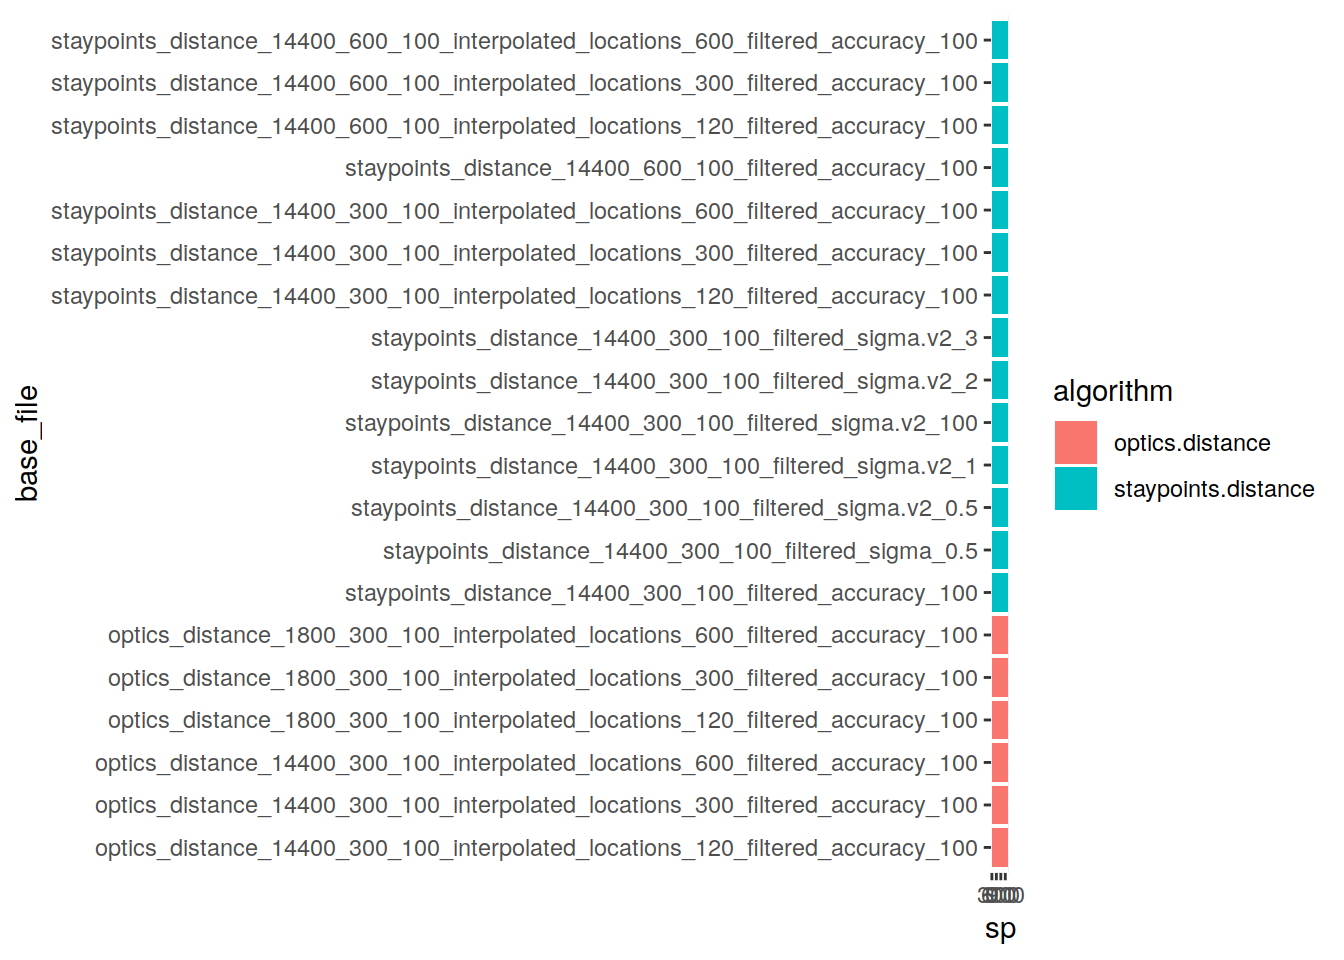 staypoints_distance_14400_600_100_interpolated_locations_600_filtered_accuracy_100
staypoints_distance_14400_600_100_interpolated_locations_300_filtered_accuracy_100
staypoints_distance_14400_600_100_interpolated_locations_120_filtered_accuracy_100
staypoints_distance_14400_600_100_filtered_accuracy_100
staypoints_distance_14400_300_100_interpolated_locations_600_filtered_accuracy_100
staypoints_distance_14400_300_100_interpolated_locations_300_filtered_accuracy_100
staypoints_distance_14400_300_100_interpolated_locations_120_filtered_accuracy_100
staypoints_distance_14400_300_100_filtered_sigma.v2_3
staypoints_distance_14400_300_100_filtered_sigma.v2_2
staypoints_distance_14400_300_100_filtered_sigma.v2_100
staypoints_distance_14400_300_100_filtered_sigma.v2_1
staypoints_distance_14400_300_100_filtered_sigma.v2_0.5
staypoints_distance_14400_300_100_filtered_sigma_0.5
staypoints_distance_14400_300_100_filtered_accuracy_100
optics_distance_1800_300_100_interpolated_locations_600_filtered_accuracy_100
optics_distance_1800_300_100_interpolated_locations_300_filtered_accuracy_100
optics_distance_1800_300_100_interpolated_locations_120_filtered_accuracy_100
optics_distance_14400_300_100_interpolated_locations_600_filtered_accuracy_100
optics_distance_14400_300_100_interpolated_locations_300_filtered_accuracy_100
optics_distance_14400_300_100_interpolated_locations_120_filtered_accuracy_100
base_file
sp
algorithm
optics.distance
staypoints.distance